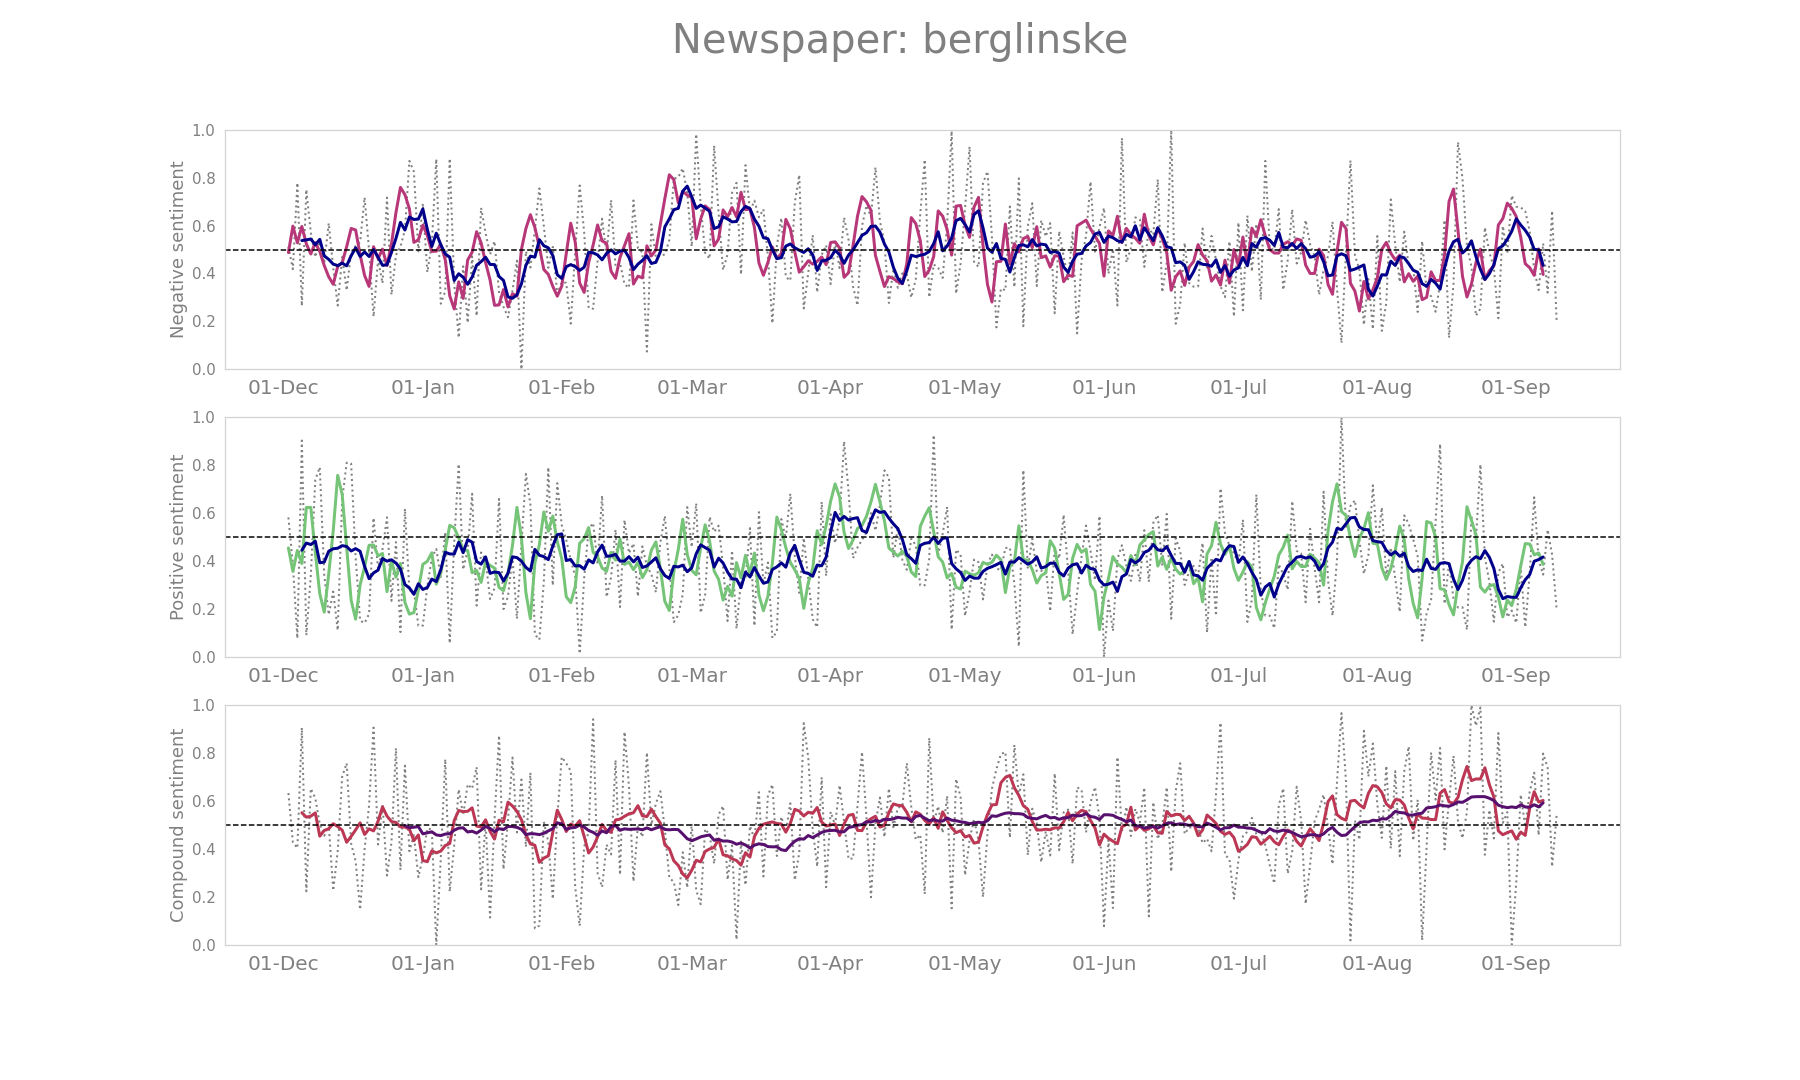 Newspaper: berglinske
Negative sentiment
1.0
0.8
0.6
0.4
0.2
0.0
01-Dec 01-Jan 01-Feb 01-Mar 01-Apr 01-May 01-Jun 01-Jul 01-Aug 01-Sep
Positive sentiment
1.0
0.8
0.6
0.4
0.2
0.0
01-Dec 01-Jan 01-Feb 01-Mar 01-Apr 01-May 01-Jun 01-Jul 01-Aug 01-Sep
Compound sentiment
1.0
0.8
0.6
0.4
0.2
0.0
01-Dec 01-Jan 01-Feb 01-Mar 01-Apr 01-May 01-Jun 01-Jul 01-Aug 01-Sep